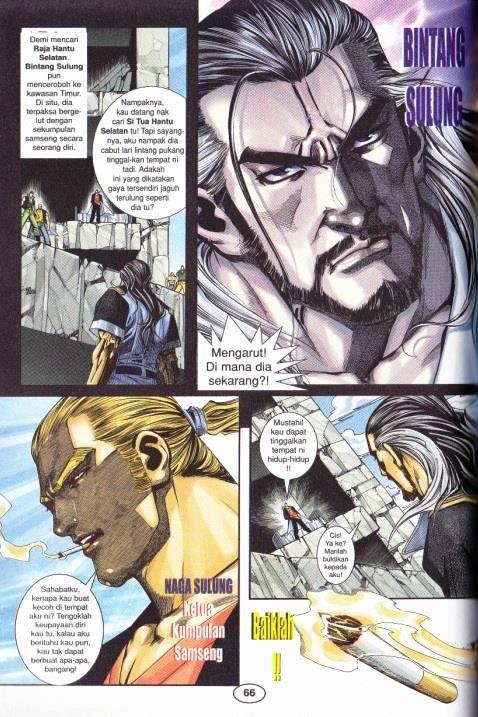 Demi mencari
Raja Hantu
Selatan,
Bintang Sulung
pun
menceroboh ke
kawasan Timur.
Di situ, dia
terpaksa berge-
lut dengan
sekumpulan
samseng secara
seorang diri.
Nampaknya,
kau datang nak
cari Si Tua Hantu
Selatan tu! Tapi sayang-
nya, aku nampak dia
cabut lari lintang pukang
tinggal-kan tempat ni
tadi. Adakah
ini yang dikatakan
gaya tersendiri jaguh
terulung seperti
dia tu?
BINTANG
SULUNG
Mengarut!
Di mana dia
sekarang?!
Sahabatku,
kenapa kau buat
kecoh di tempat
aku ni? Tengoklah
keupayaan diri
kau tu, kalau aku
beritahu kau pun,
kau tak dapat
berbuat apa-apa,
bangang!
NAGA SULUNG
Ketua
Kumpulan
Samseng
Mustahil
kau dapat
tinggalkan
tempat ni
hidup-hidup
!!
Cis!
Ya ke?
Marilah
buktikan
kepada
aku!
Baiklah
!!
66